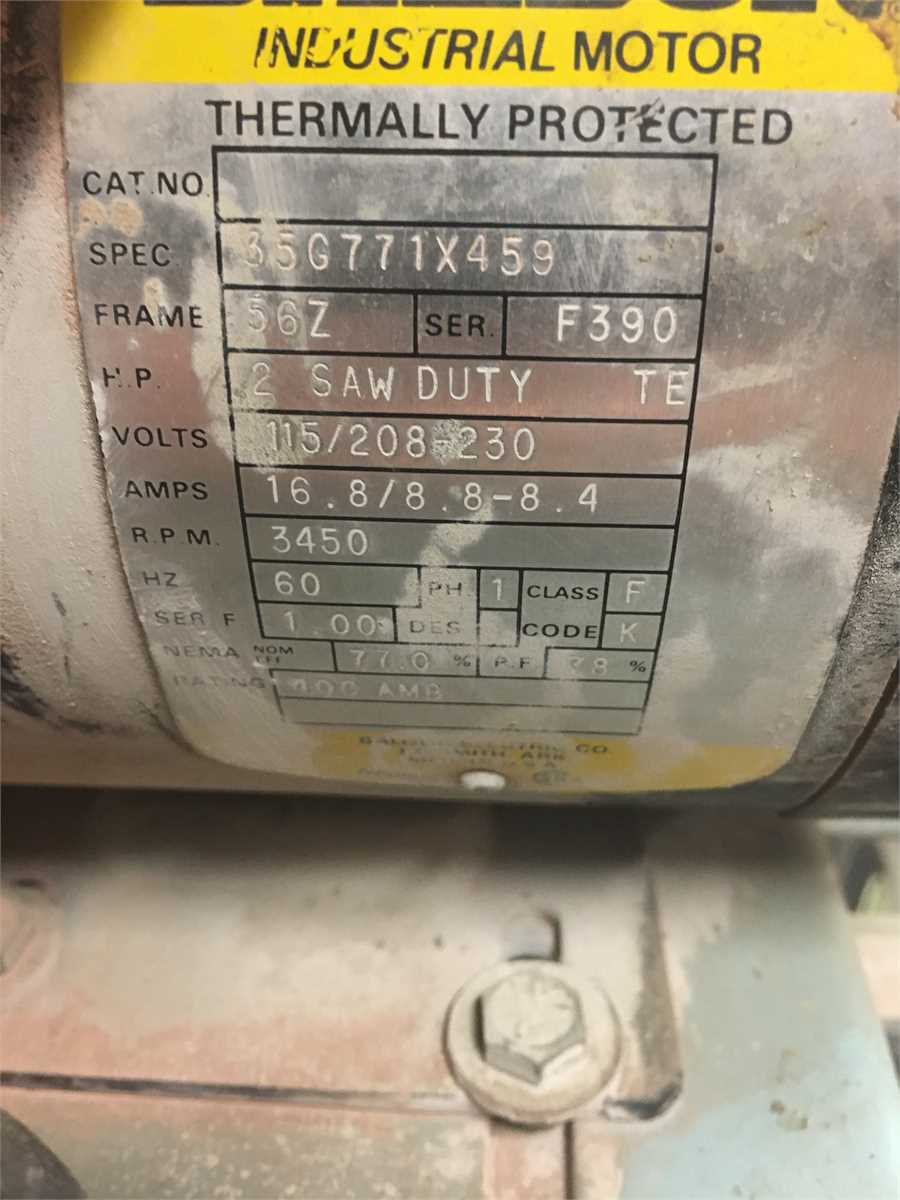 INDUSTRIAL MOTOR
THERMALLY PROTECTED
CAT.NO.
SPEC. 35G771X459
FRAME 56Z SER. F390
H.P. 2 SAW DUTY TE
VOLTS 115/208-230
AMPS 16.8/8.8-8.4
R.P.M. 3450
HZ 60 PH 1 CLASS F
SER F 1.00 DES CODE K
NEMA NOM EFF 77.0 % P.F %
RATING AMB
CO.